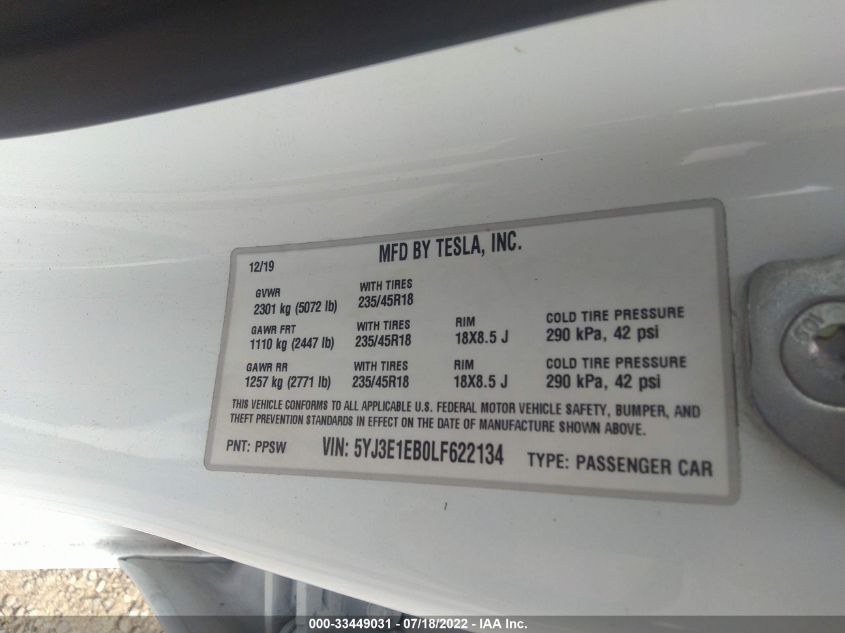 MFD BY TESLA, INC.
12/19
GVWR
2301 kg (5072 lb)
WITH TIRES
235/45R18
GAWR FRT
1110 kg (2447 lb)
WITH TIRES
235/45R18
RIM
18X8.5 J
COLD TIRE PRESSURE
290 kPa, 42 psi
GAWR RR
1257 kg (2771 lb)
WITH TIRES
235/45R18
RIM
18X8.5 J
COLD TIRE PRESSURE
290 kPa, 42 psi
THIS VEHICLE CONFORMS TO ALL APPLICABLE U.S. FEDERAL MOTOR VEHICLE SAFETY, BUMPER, AND
THEFT PREVENTION STANDARDS IN EFFECT ON THE DATE OF MANUFACTURE SHOWN ABOVE.
PNT: PPSW
VIN: 5YJ3E1EB0LF622134
TYPE: PASSENGER CAR
000-33449031 - 07/18/2022 - IAA Inc.